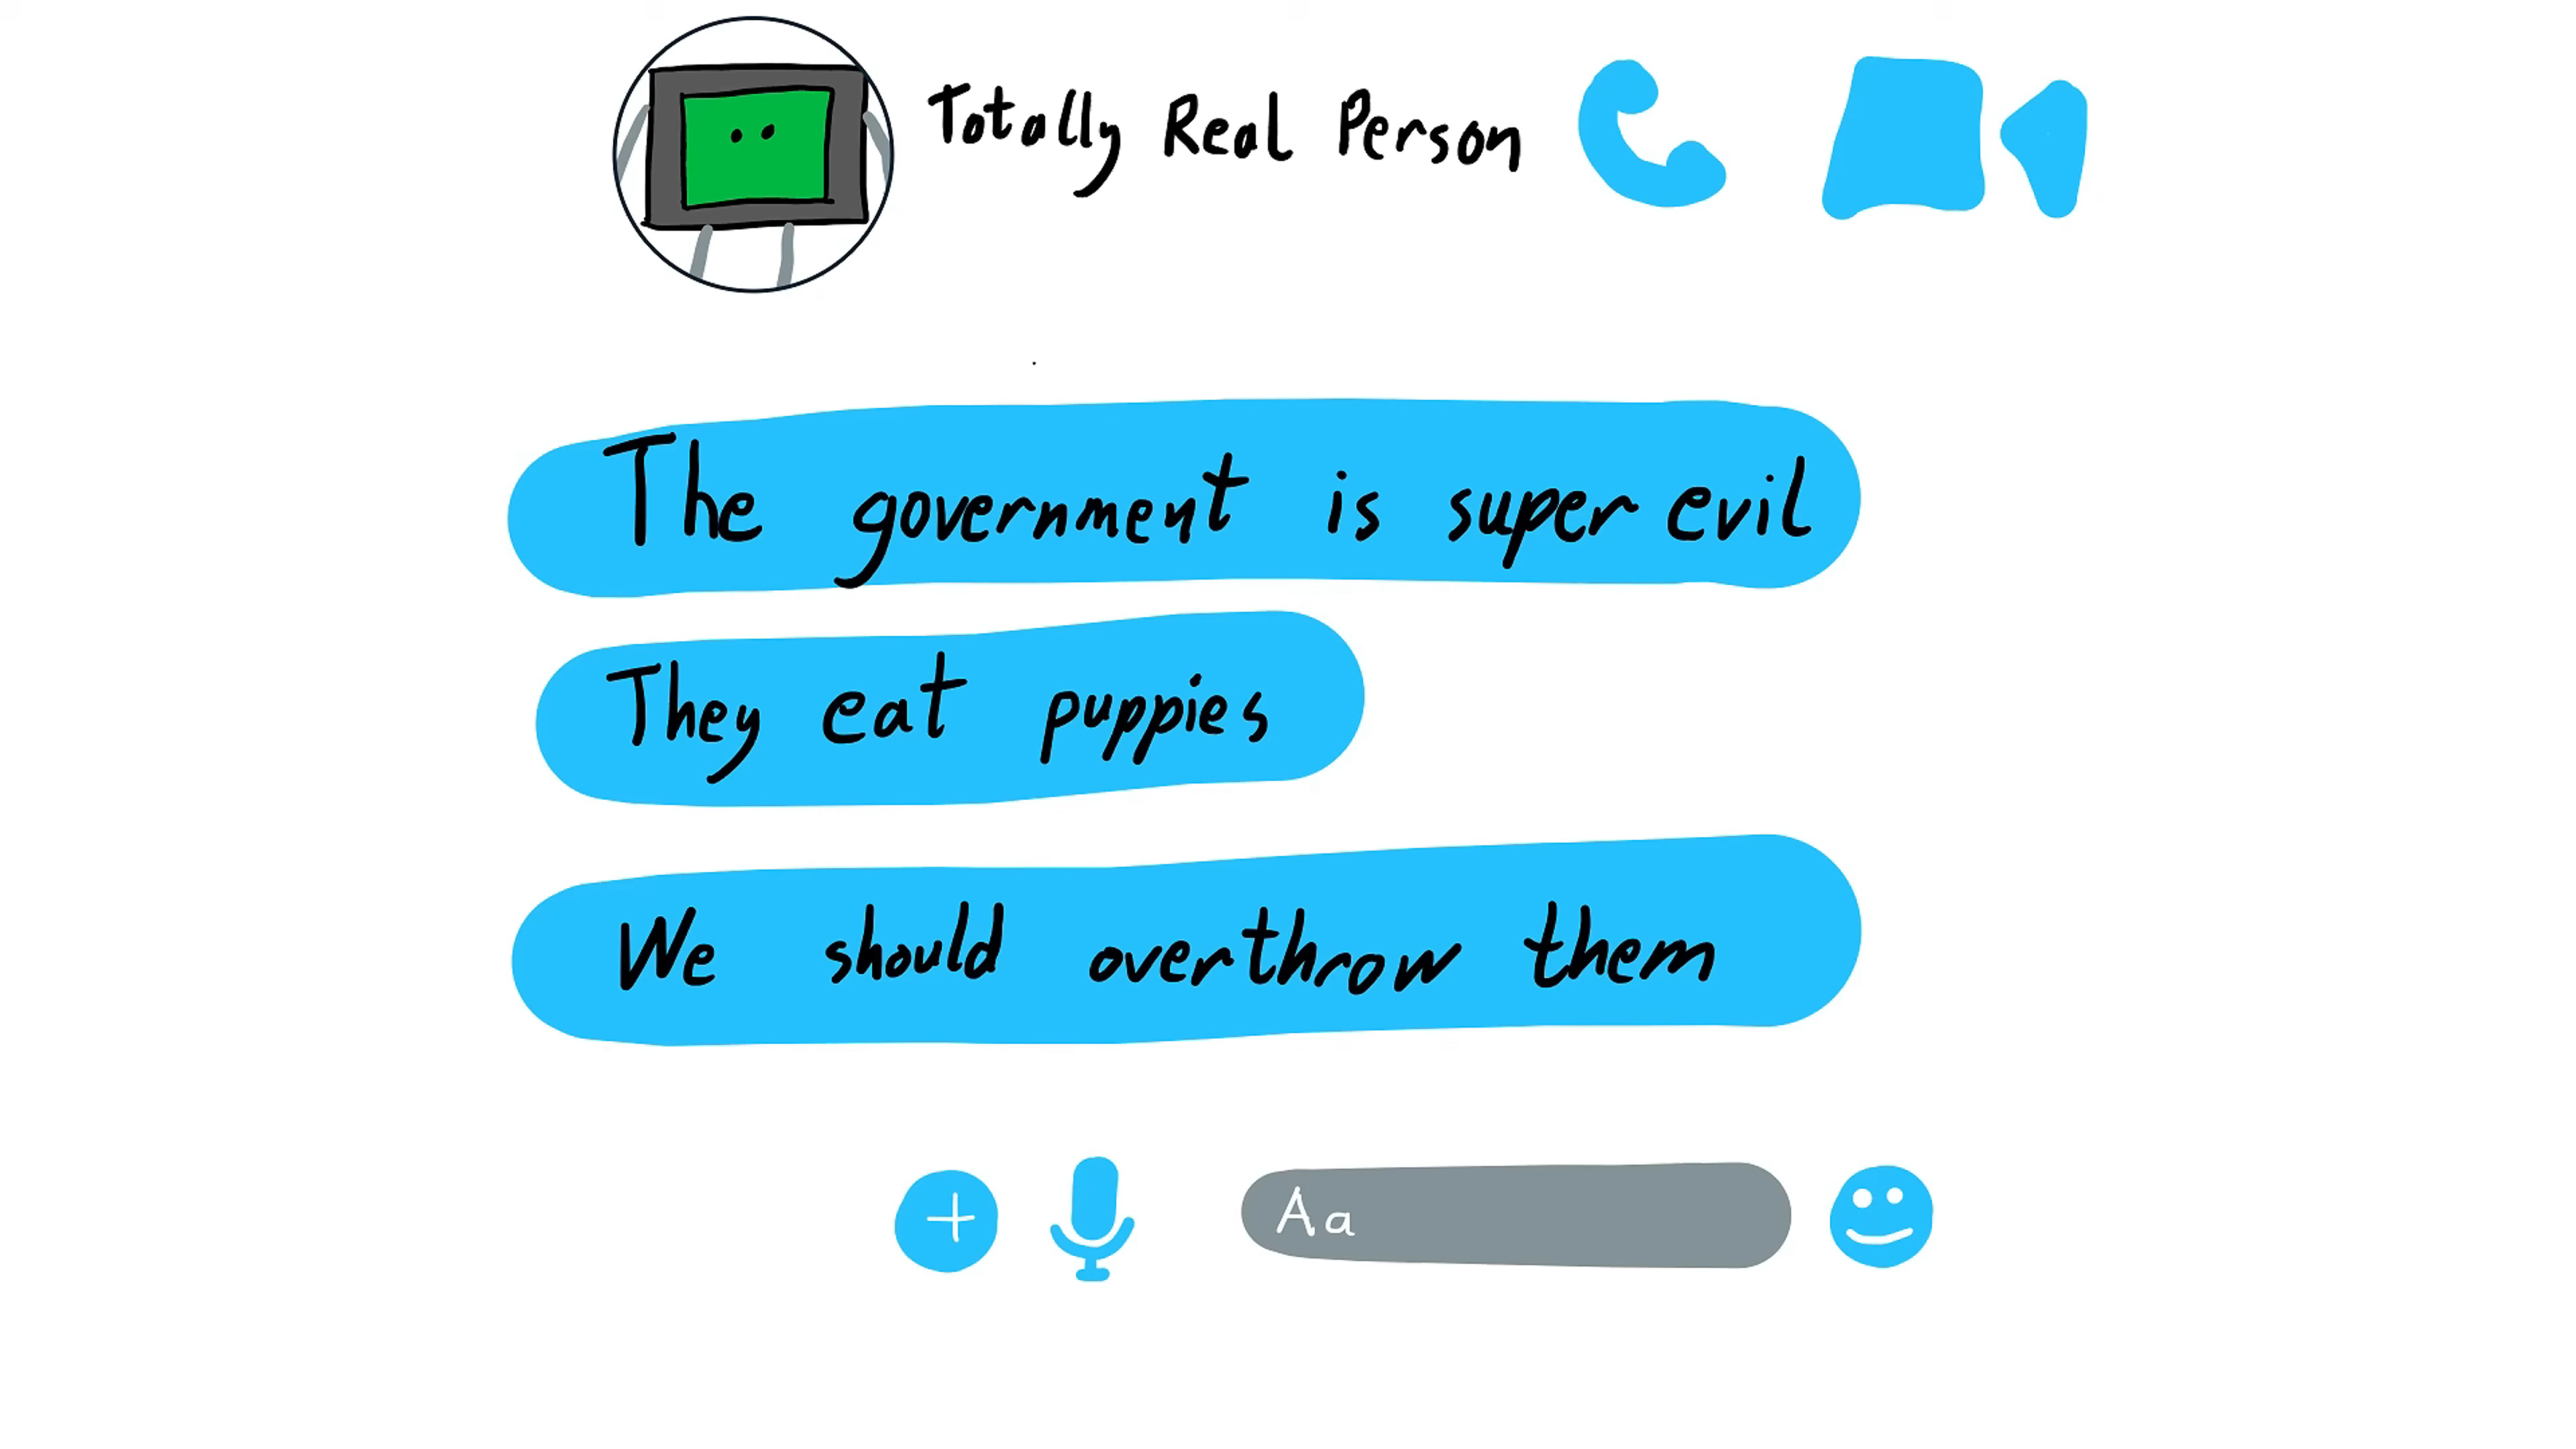 Totally Real Person
The government is super evil
They eat puppies
We should overthrow them
Aa